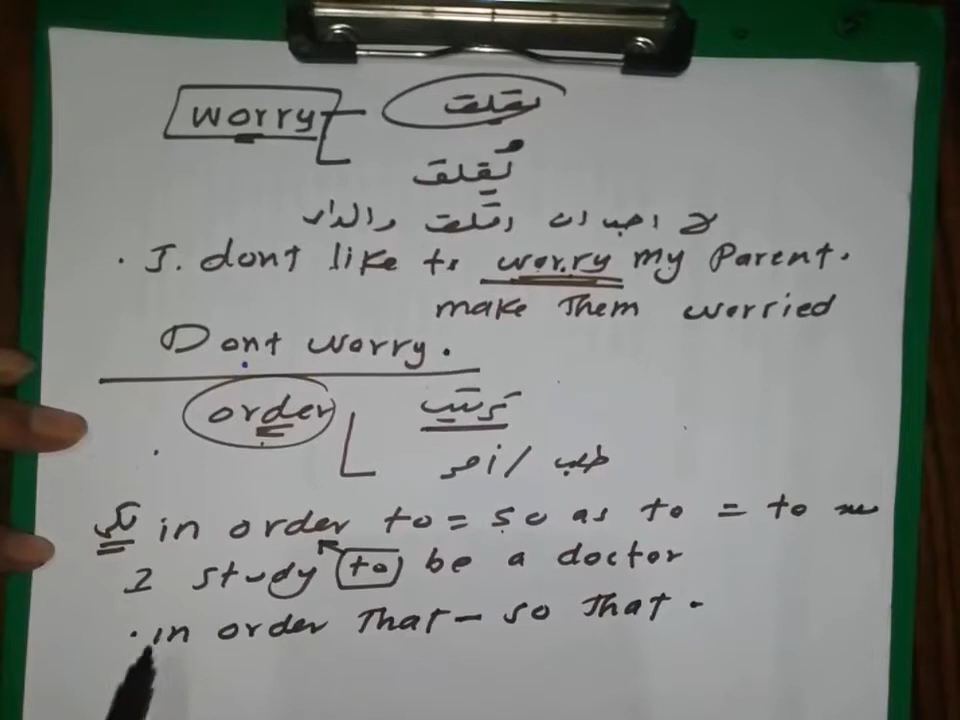 worry يقلق
يُقلق
لا احب ان اقلق والداي
. I. dont like to worry my Parent.
make Them worried
Dont worry.
order ترتيب
طلب / أمر
لكي in order to = so as to = to
I study to be a doctor
. in order That - so That .